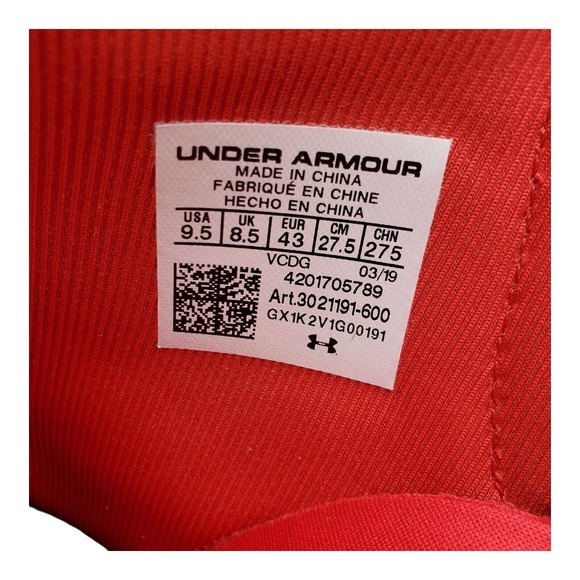 UNDER ARMOUR
MADE IN CHINA
FABRIQUÉ EN CHINE
HECHO EN CHINA
USA UK EUR CM CHN
9.5 8.5 43 27.5 275
VCDG 03/19
4201705789
Art.3021191-600
GX1K2V1G00191